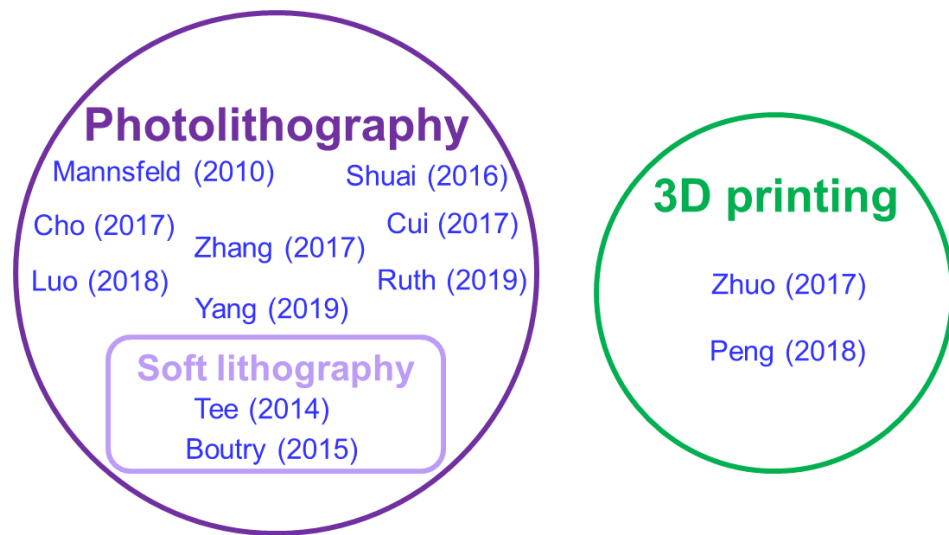 Photolithography
Mannsfeld (2010)
Shuai (2016)
Cho (2017)
Zhang (2017)
Cui (2017)
Luo (2018)
Yang (2019)
Ruth (2019)
Soft lithography
Tee (2014)
Boutry (2015)
3D printing
Zhuo (2017)
Peng (2018)